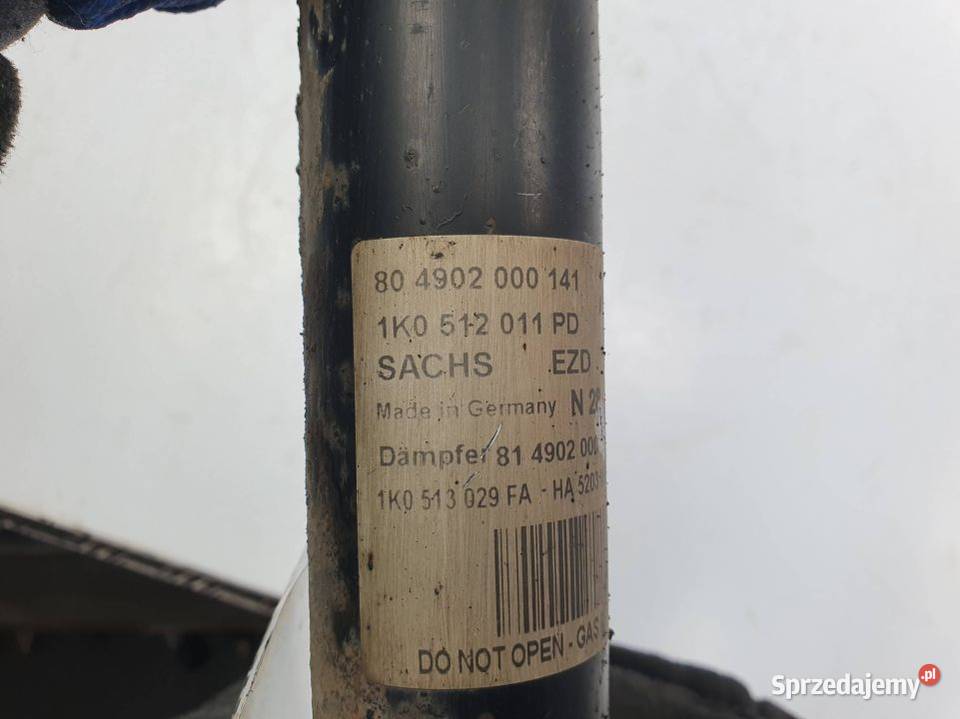 80 4902 000 141
1K0 512 011 PD
SACHS EZD
Made in Germany N
Dämpfer 81 4902
1K0 513 029 FA - HA
DO NOT OPEN - GAS
Sprzedajemy.pl